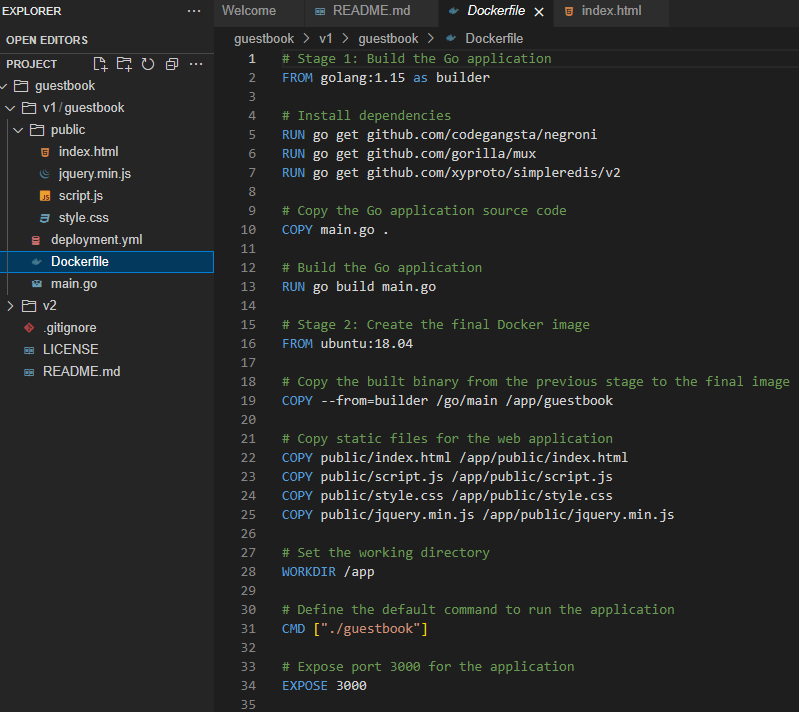 EXPLORER
OPEN EDITORS
PROJECT
guestbook
v1 / guestbook
public
index.html
jquery.min.js
script.js
style.css
deployment.yml
Dockerfile
main.go
v2
.gitignore
LICENSE
README.md
Welcome
README.md
Dockerfile
index.html
guestbook > v1 > guestbook > Dockerfile
1 # Stage 1: Build the Go application
2 FROM golang:1.15 as builder
3
4 # Install dependencies
5 RUN go get github.com/codegangsta/negroni
6 RUN go get github.com/gorilla/mux
7 RUN go get github.com/xyproto/simpleredis/v2
8
9 # Copy the Go application source code
10 COPY main.go .
11
12 # Build the Go application
13 RUN go build main.go
14
15 # Stage 2: Create the final Docker image
16 FROM ubuntu:18.04
17
18 # Copy the built binary from the previous stage to the final image
19 COPY --from=builder /go/main /app/guestbook
20
21 # Copy static files for the web application
22 COPY public/index.html /app/public/index.html
23 COPY public/script.js /app/public/script.js
24 COPY public/style.css /app/public/style.css
25 COPY public/jquery.min.js /app/public/jquery.min.js
26
27 # Set the working directory
28 WORKDIR /app
29
30 # Define the default command to run the application
31 CMD ["./guestbook"]
32
33 # Expose port 3000 for the application
34 EXPOSE 3000
35